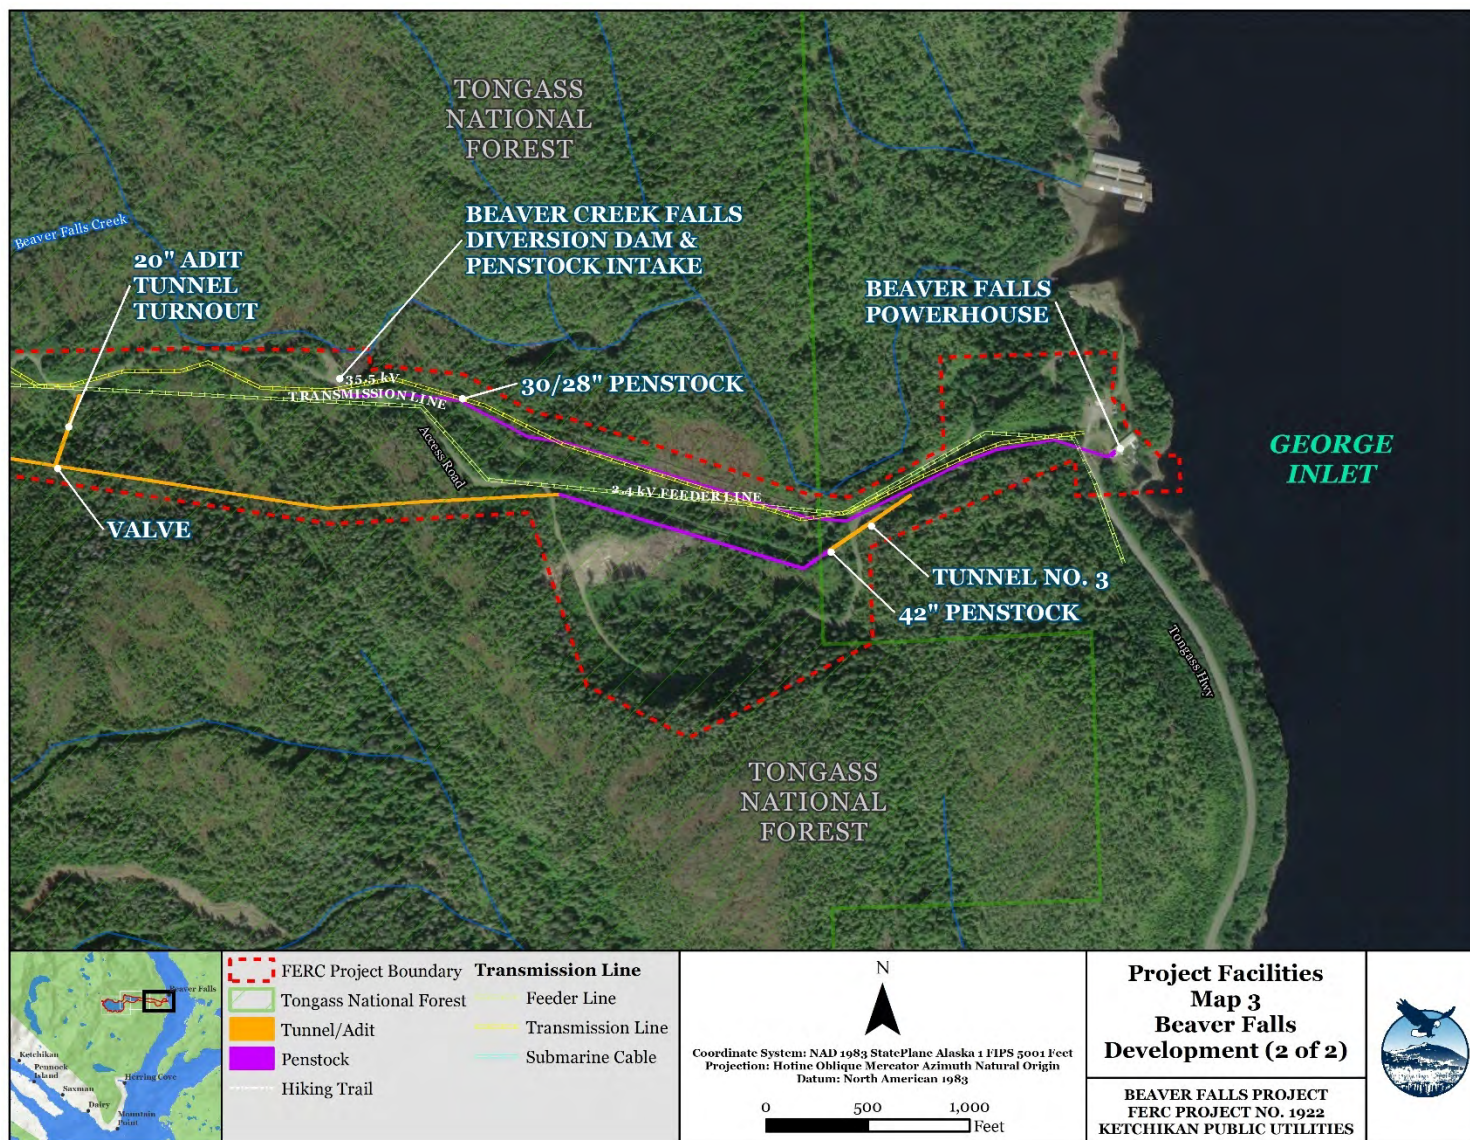 TONGASS
NATIONAL
FOREST
Beaver Falls Creek
BEAVER CREEK FALLS
DIVERSION DAM &
PENSTOCK INTAKE
20" ADIT
TUNNEL
TURNOUT
BEAVER FALLS
POWERHOUSE
35.5 kV
TRANSMISSION LINE
30/28" PENSTOCK
Access Road
GEORGE
INLET
2.4 kV FEEDER LINE
VALVE
TUNNEL NO. 3
42" PENSTOCK
Tongass Hwy
TONGASS
NATIONAL
FOREST
Beaver Falls
Ketchikan
Pennock
Island
Saxman
Herring Cove
Dairy
Mountain
Point
FERC Project Boundary
Tongass National Forest
Tunnel/Adit
Penstock
Hiking Trail
Transmission Line
Feeder Line
Transmission Line
Submarine Cable
N
Coordinate System: NAD 1983 StatePlane Alaska 1 FIPS 5001 Feet
Projection: Hotine Oblique Mercator Azimuth Natural Origin
Datum: North American 1983
0 500 1,000
Feet
Project Facilities
Map 3
Beaver Falls
Development (2 of 2)
BEAVER FALLS PROJECT
FERC PROJECT NO. 1922
KETCHIKAN PUBLIC UTILITIES